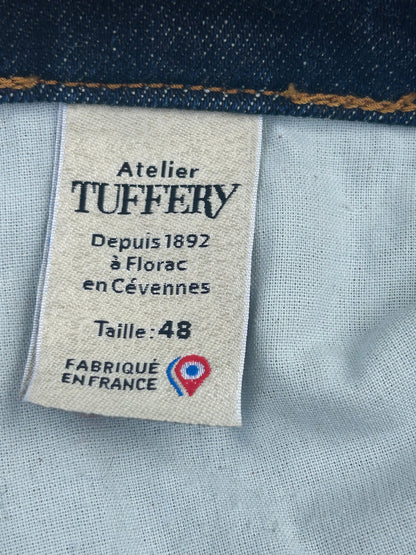 Atelier
TUFFERY
Depuis 1892
à Florac
en Cévennes
Taille: 48
FABRIQUÉ
EN FRANCE